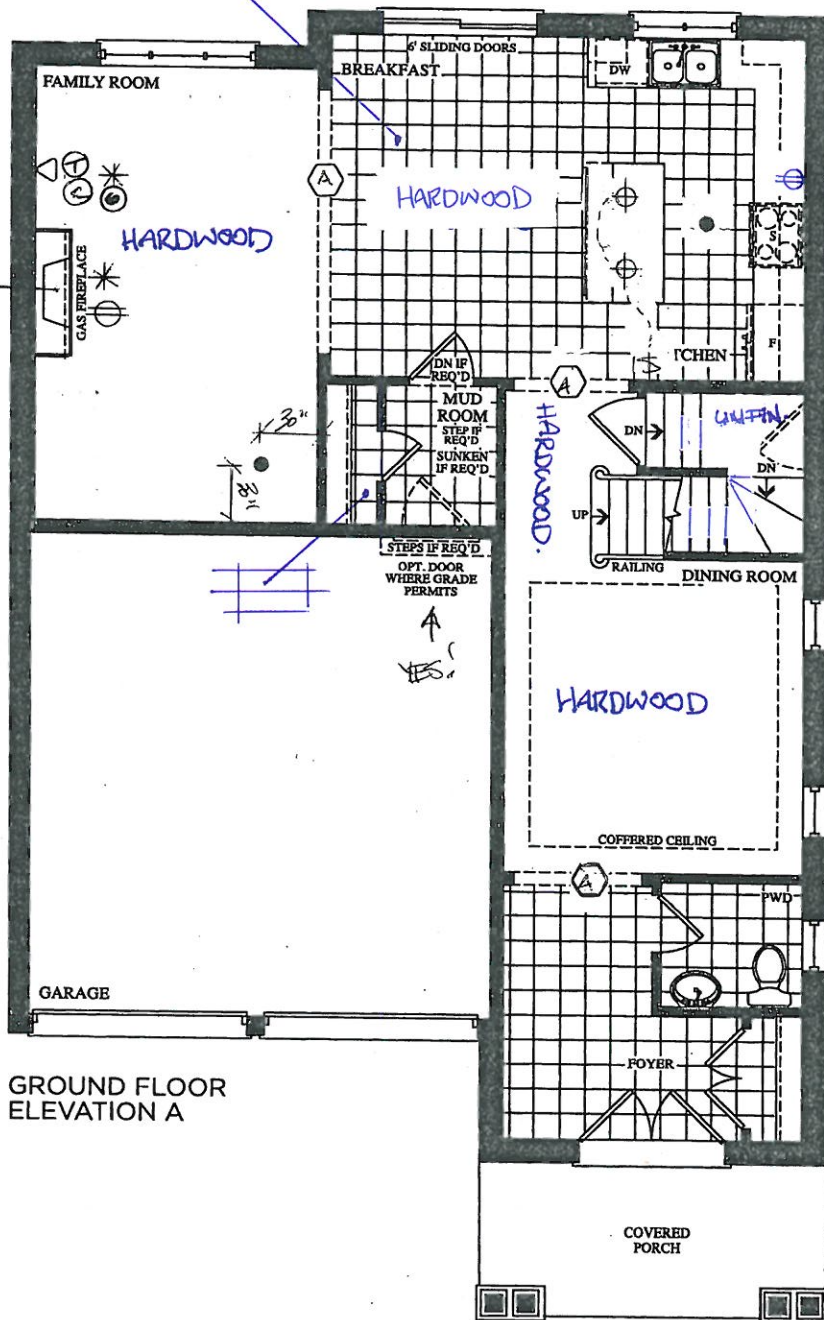 6' SLIDING DOORS
BREAKFAST
DW
FAMILY ROOM
A
HARDWOOD
HARDWOOD
S
GAS FIREPLACE
F
DN IF
REQ'D
TCHEN
A
MUD
ROOM
STEP IF
REQ'D
SUNKEN
IF REQ'D
HARDWOOD.
DN
UNFIN.
DN
30"
30"
UP
STEPS IF REQ'D
OPT. DOOR
WHERE GRADE
PERMITS
YES!
RAILING
DINING ROOM
HARDWOOD
COFFERED CEILING
A
PWD
GARAGE
FOYER
GROUND FLOOR
ELEVATION A
COVERED
PORCH